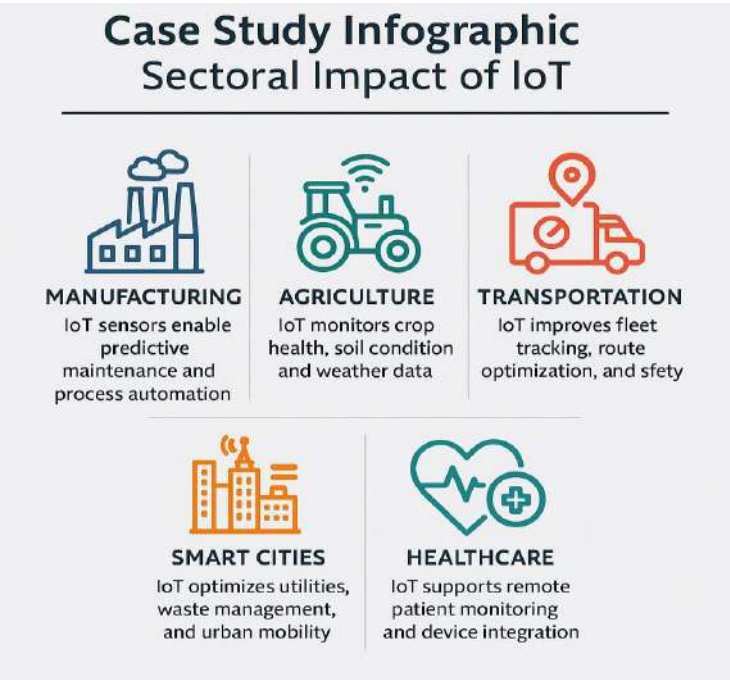 Case Study Infographic
Sectoral Impact of IoT
MANUFACTURING
IoT sensors enable
predictive
maintenance and
process automation
AGRICULTURE
IoT monitors crop
health, soil condition
and weather data
TRANSPORTATION
IoT improves fleet
tracking, route
optimization, and sfety
SMART CITIES
IoT optimizes utilities,
waste management,
and urban mobility
HEALTHCARE
IoT supports remote
patient monitoring
and device integration